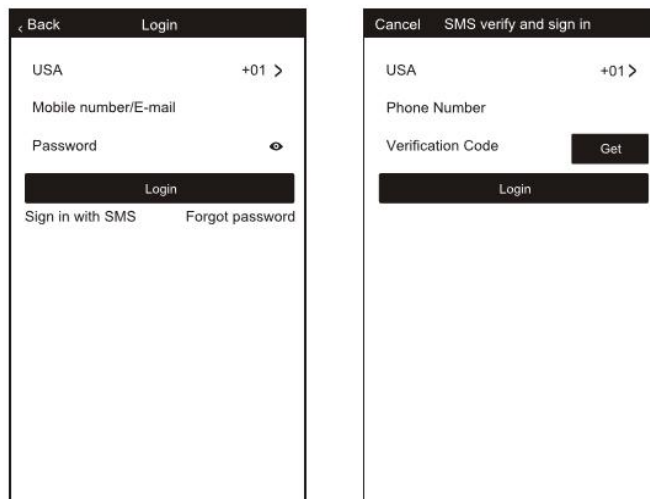 ‹ Back Login
USA +01 >
Mobile number/E-mail
Password
Login
Sign in with SMS Forgot password
Cancel SMS verify and sign in
USA +01 >
Phone Number
Verification Code Get
Login